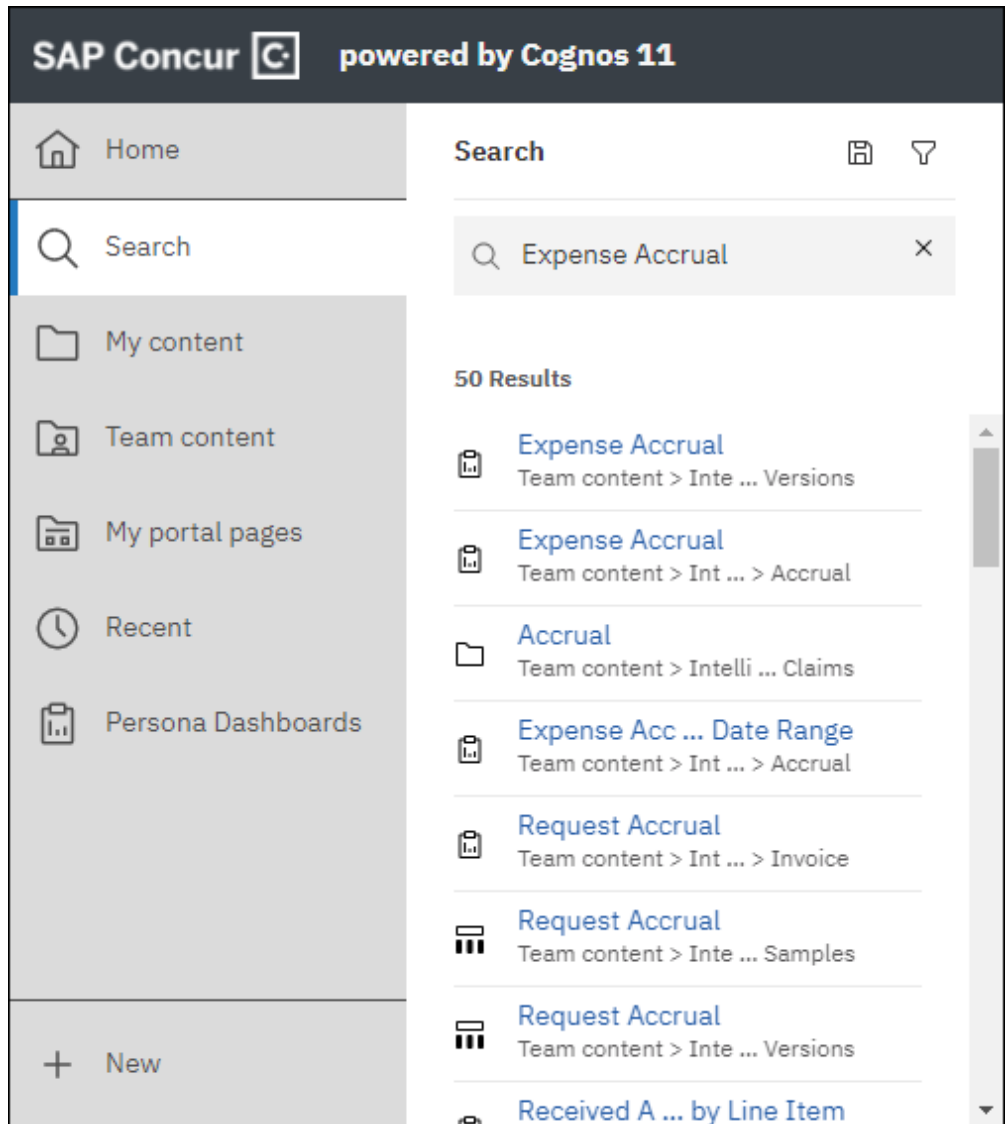 SAP Concur C powered by Cognos 11
Home
Search
My content
Team content
My portal pages
Recent
Persona Dashboards
New
Search
Expense Accrual
50 Results
Expense Accrual
Team content > Inte ... Versions
Expense Accrual
Team content > Int ... > Accrual
Accrual
Team content > Intelli ... Claims
Expense Acc ... Date Range
Team content > Int ... > Accrual
Request Accrual
Team content > Int ... > Invoice
Request Accrual
Team content > Inte ... Samples
Request Accrual
Team content > Inte ... Versions
Received A ... by Line Item